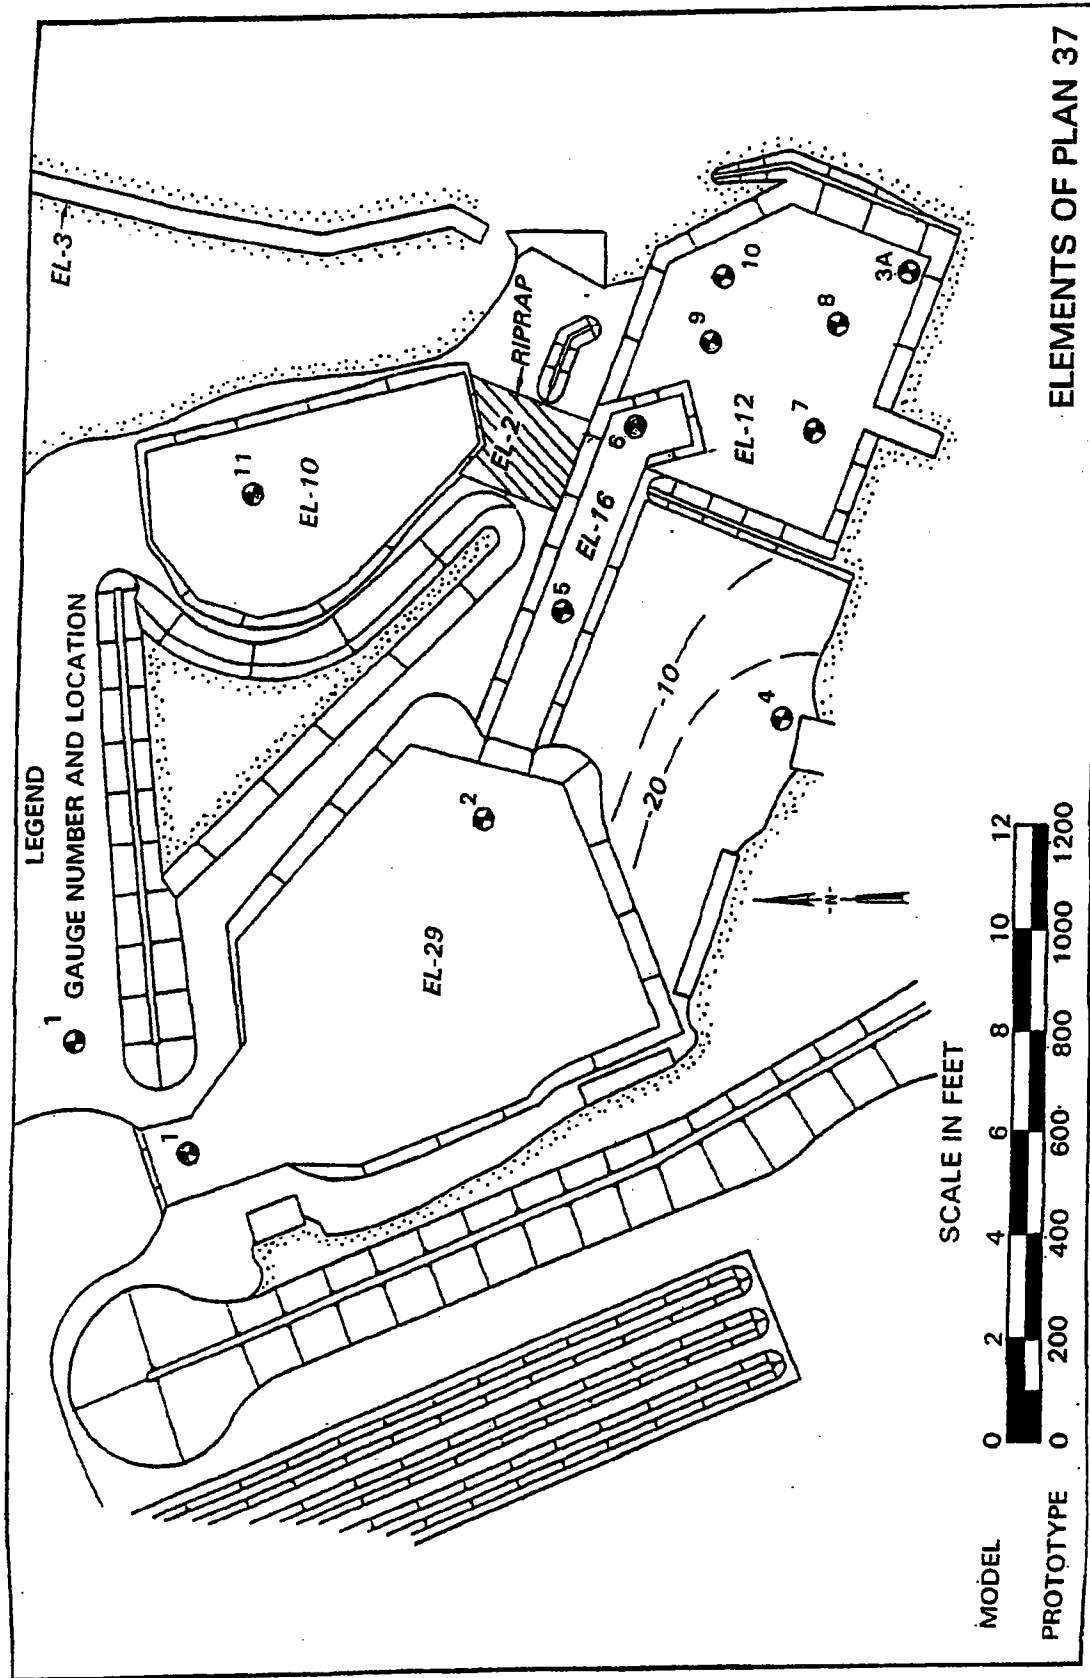 LEGEND
1 GAUGE NUMBER AND LOCATION
EL-3
11
EL-10
RIPRAP
EL-2
1
2
EL-29
5
EL-16
6
9
10
EL-12
8
3A
7
-10
-20
4
-N-
SCALE IN FEET
MODEL 0 2 4 6 8 10 12
PROTOTYPE 0 200 400 600 800 1000 1200
ELEMENTS OF PLAN 37